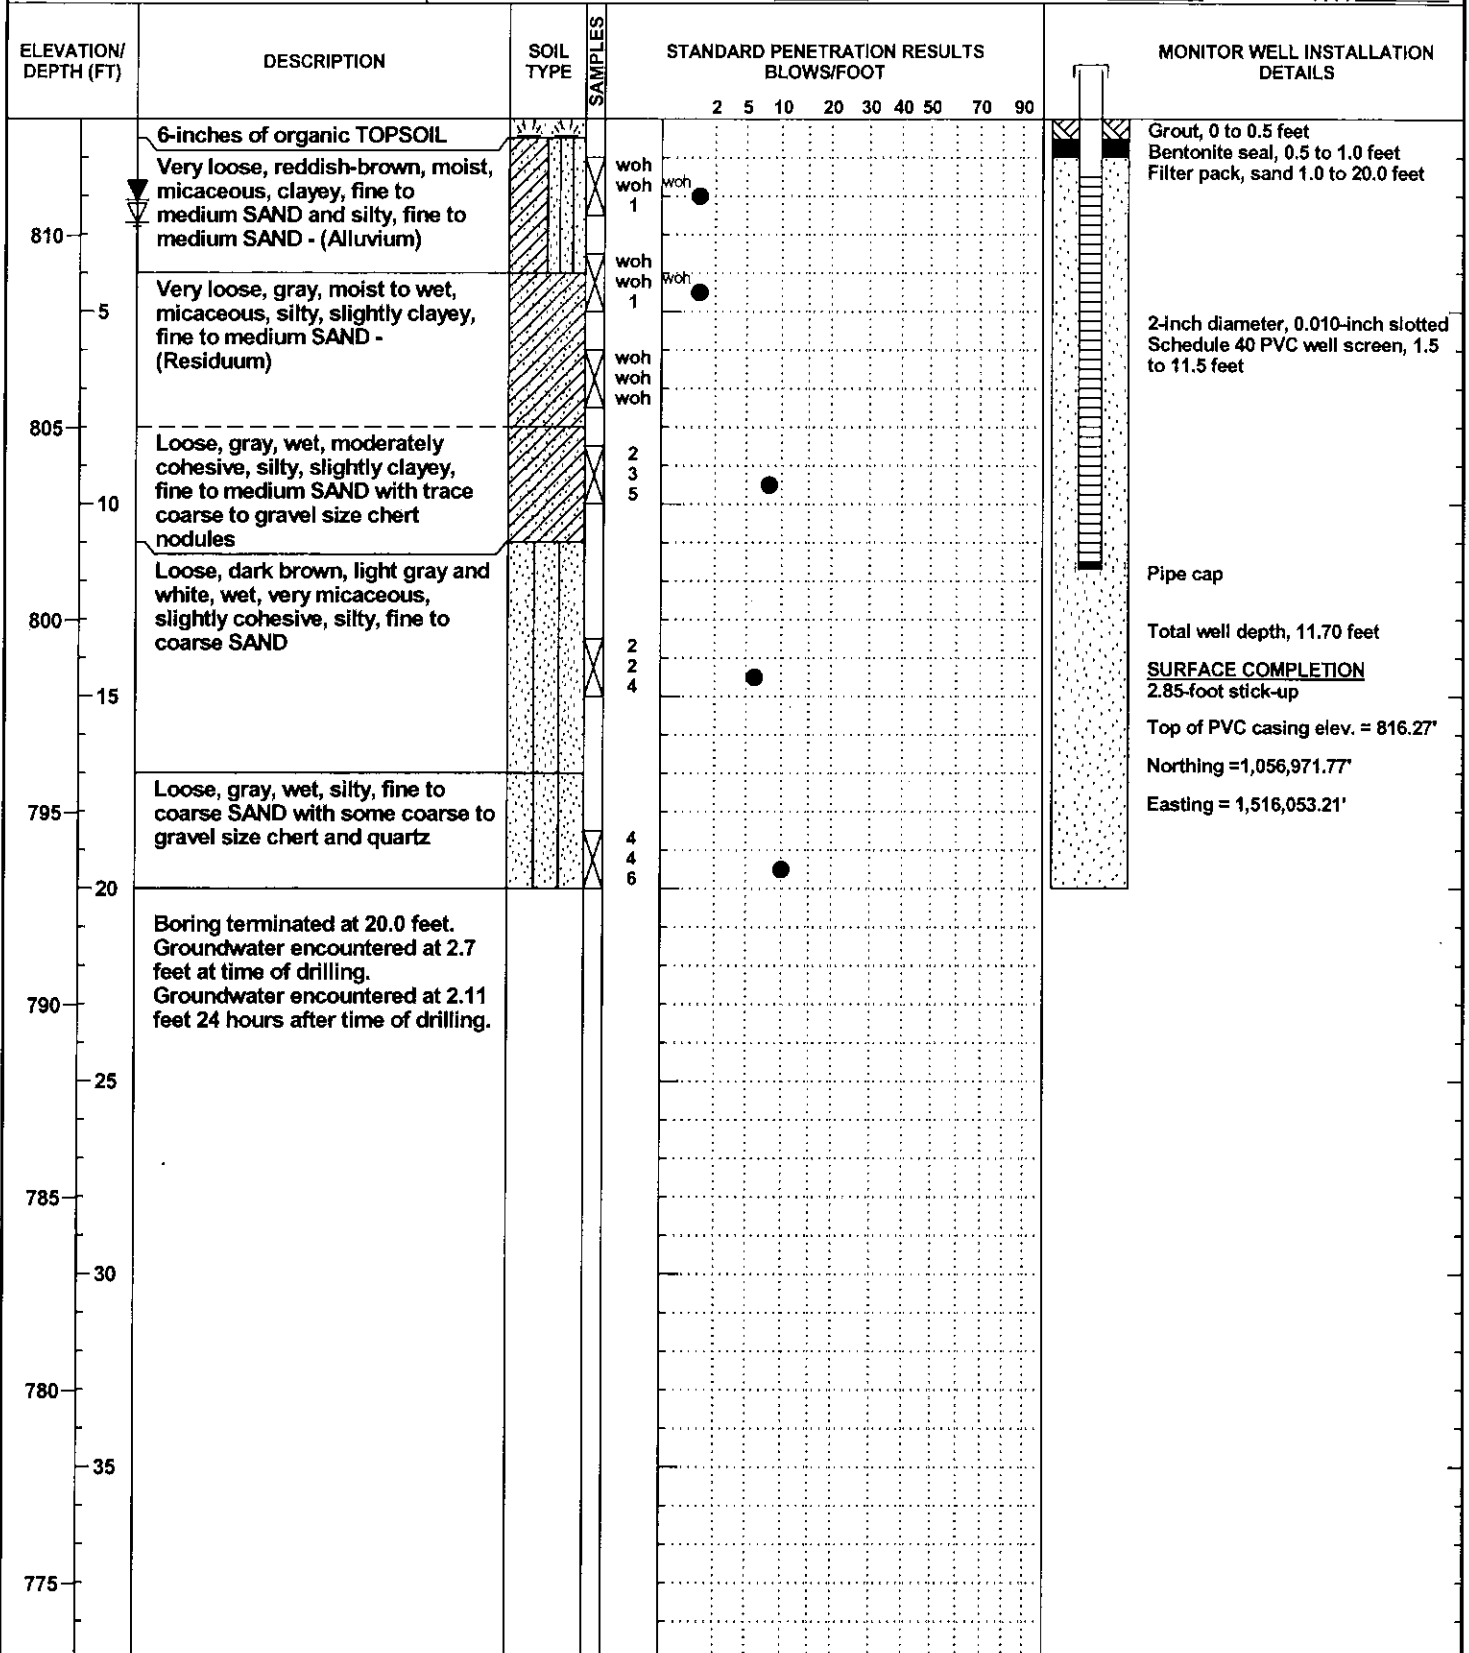 ELEVATION/
DEPTH (FT)
DESCRIPTION
SOIL
TYPE
SAMPLES
STANDARD PENETRATION RESULTS
BLOWS/FOOT
2 5 10 20 30 40 50 70 90
MONITOR WELL INSTALLATION
DETAILS
6-inches of organic TOPSOIL
Very loose, reddish-brown, moist,
micaceous, clayey, fine to
medium SAND and silty, fine to
medium SAND - (Alluvium)
Very loose, gray, moist to wet,
micaceous, silty, slightly clayey,
fine to medium SAND -
(Residuum)
Loose, gray, wet, moderately
cohesive, silty, slightly clayey,
fine to medium SAND with trace
coarse to gravel size chert
nodules
Loose, dark brown, light gray and
white, wet, very micaceous,
slightly cohesive, silty, fine to
coarse SAND
Loose, gray, wet, silty, fine to
coarse SAND with some coarse to
gravel size chert and quartz
Boring terminated at 20.0 feet.
Groundwater encountered at 2.7
feet at time of drilling.
Groundwater encountered at 2.11
feet 24 hours after time of drilling.
810
5
805
10
800
15
795
20
790
25
785
30
780
35
775
woh
woh
1
woh
woh
woh
1
woh
woh
woh
woh
2
3
5
2
2
4
4
4
6
Grout, 0 to 0.5 feet
Bentonite seal, 0.5 to 1.0 feet
Filter pack, sand 1.0 to 20.0 feet
2-inch diameter, 0.010-inch slotted
Schedule 40 PVC well screen, 1.5
to 11.5 feet
Pipe cap
Total well depth, 11.70 feet
SURFACE COMPLETION
2.85-foot stick-up
Top of PVC casing elev. = 816.27'
Northing =1,056,971.77'
Easting = 1,516,053.21'